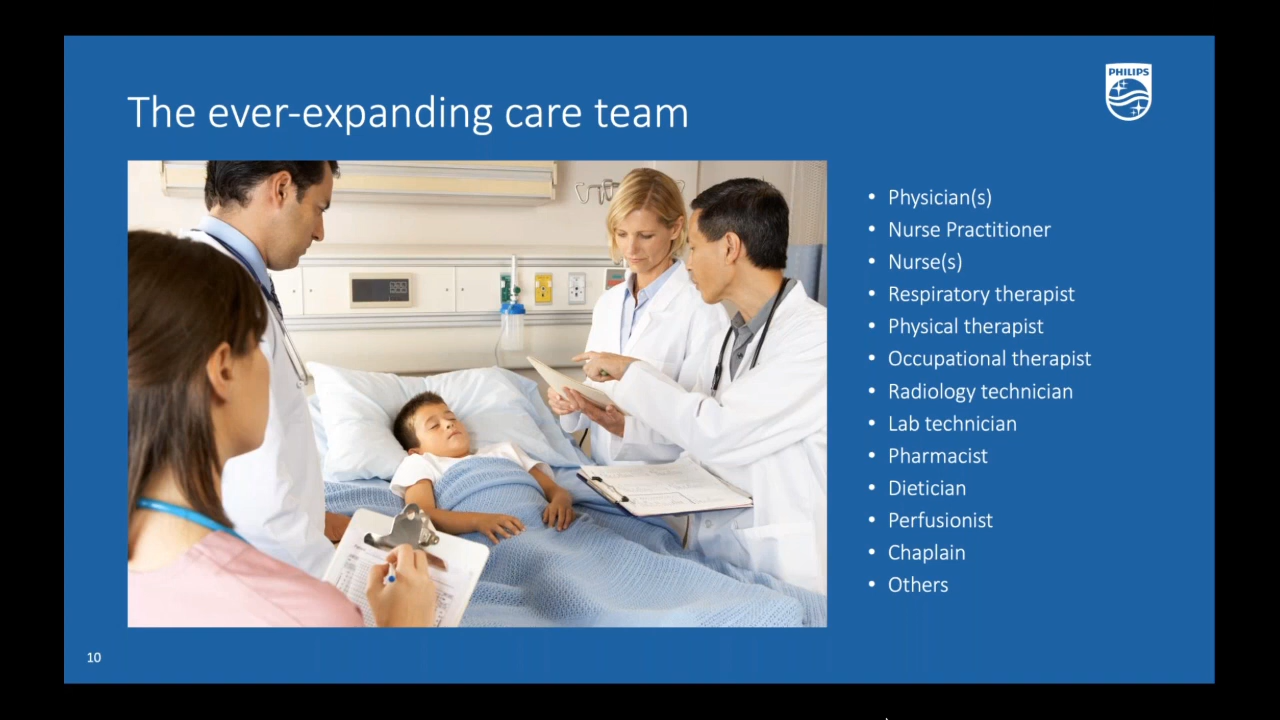 PHILIPS
The ever-expanding care team
• Physician(s)
• Nurse Practitioner
• Nurse(s)
• Respiratory therapist
• Physical therapist
• Occupational therapist
• Radiology technician
• Lab technician
• Pharmacist
• Dietician
• Perfusionist
• Chaplain
• Others
10